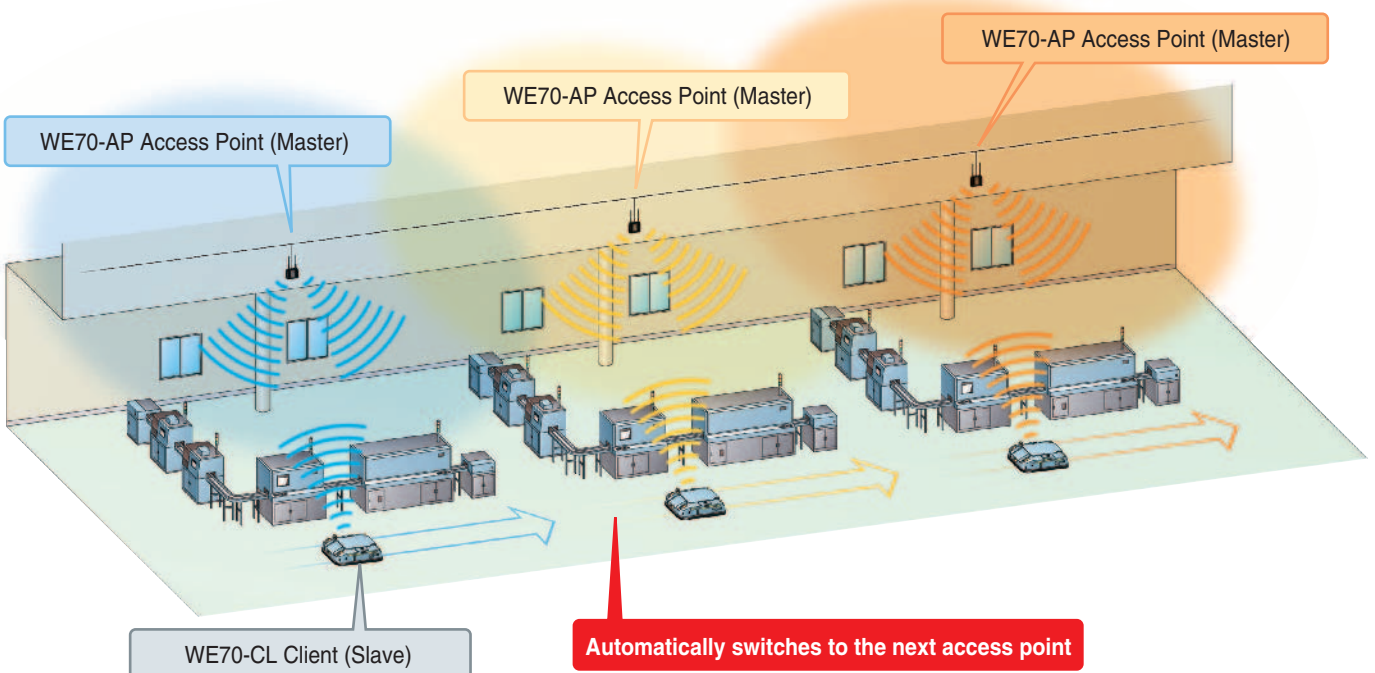 WE70-AP Access Point (Master)
WE70-AP Access Point (Master)
WE70-AP Access Point (Master)
WE70-CL Client (Slave)
Automatically switches to the next access point